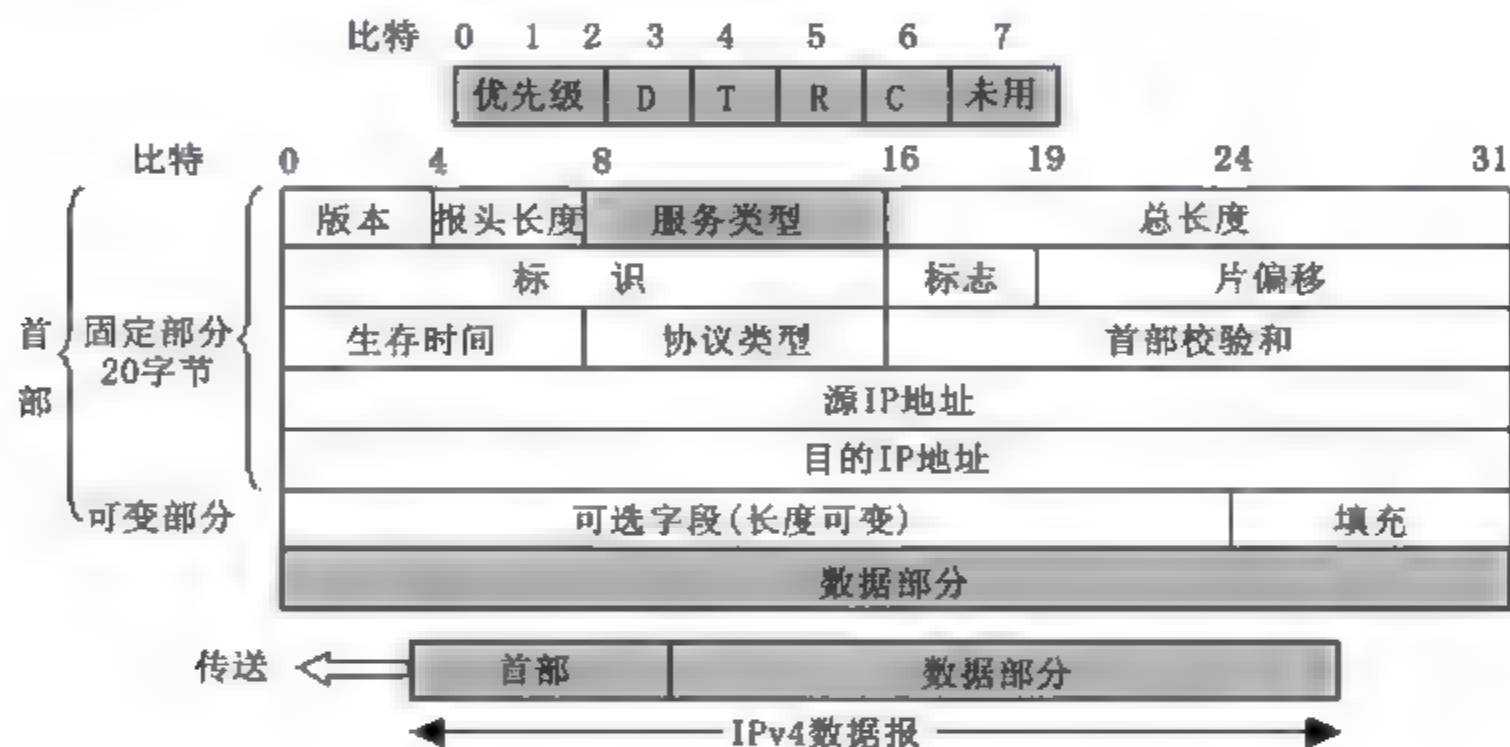 比特 0 1 2 3 4 5 6 7
优先级 D T R C 未用
比特 0 4 8 16 19 24 31
版本 报头长度 服务类型 总长度
标 识 标志 片偏移
首部 固定部分 20字节
生存时间 协议类型 首部校验和
源IP地址
目的IP地址
可变部分 可选字段(长度可变) 填充
数据部分
传送 首部 数据部分
IPv4数据报